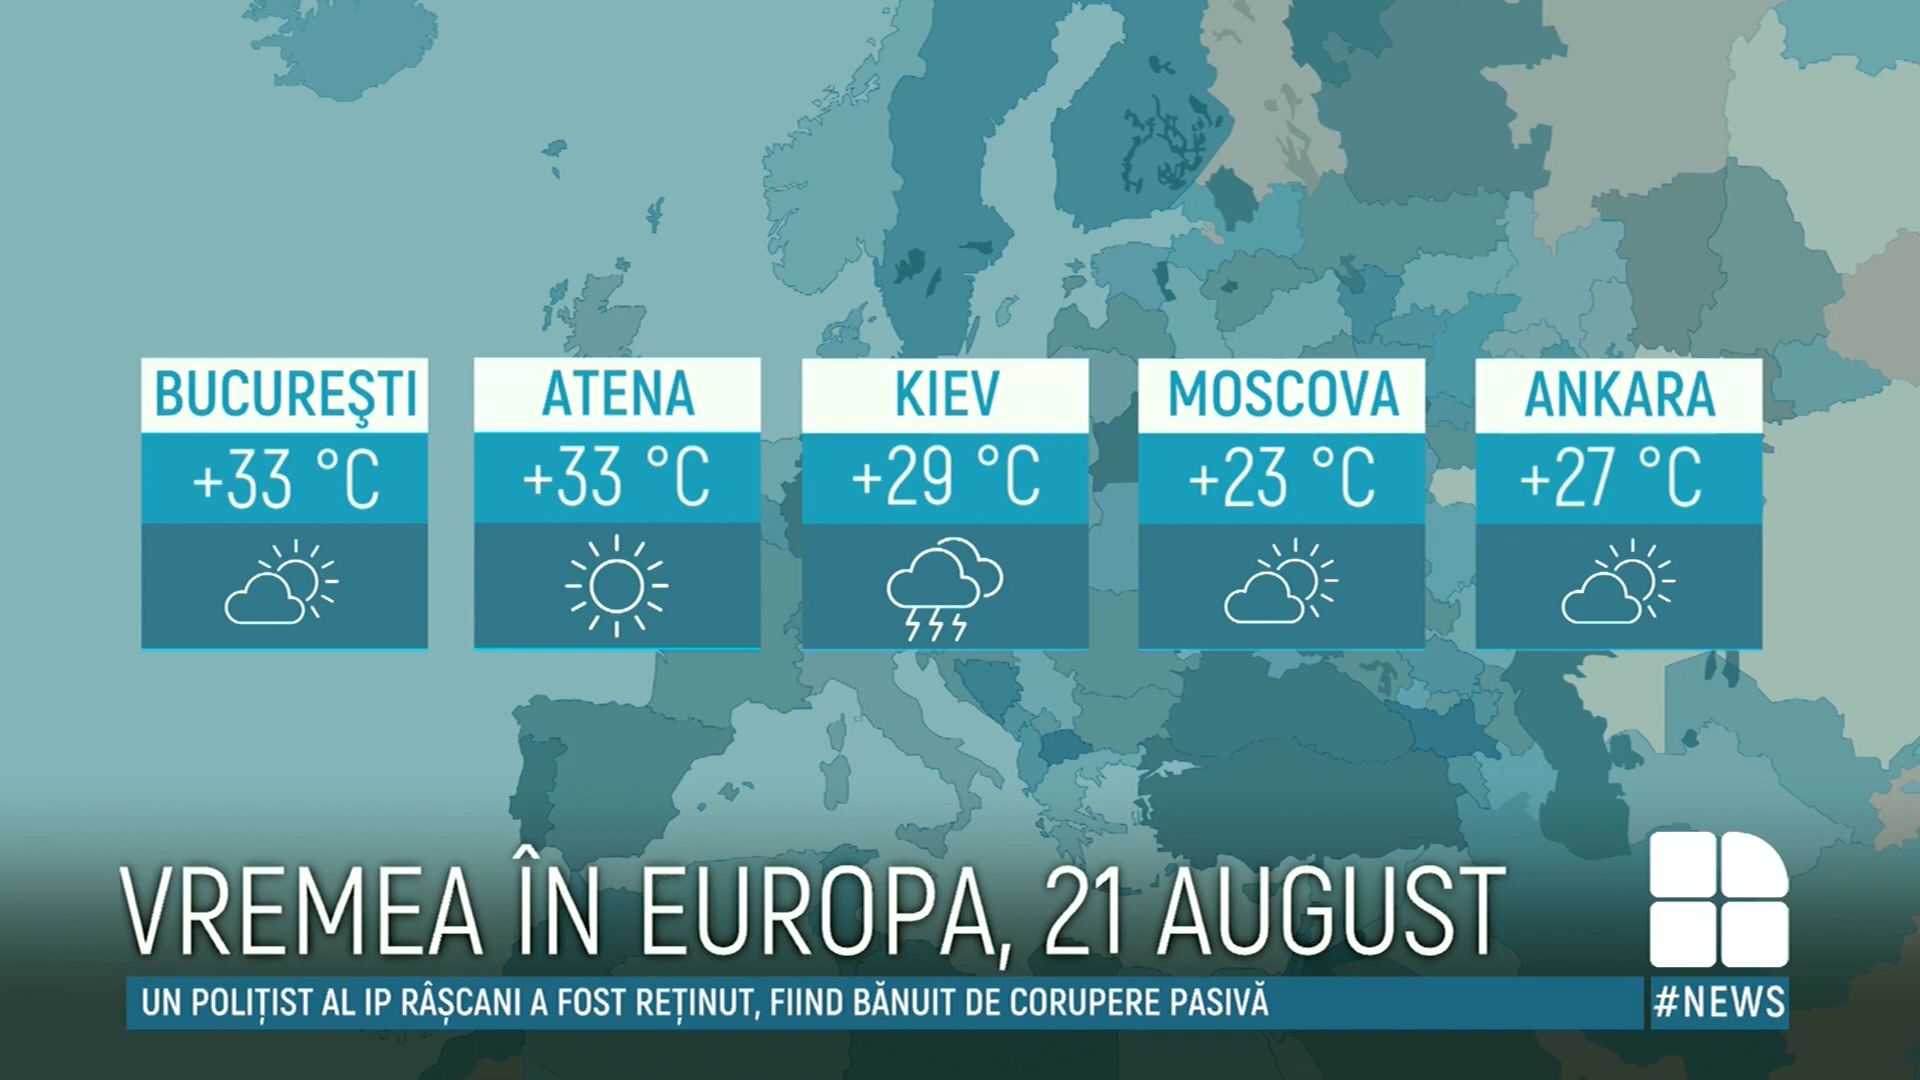 BUCUREŞTI
+33 °C
ATENA
+33 °C
KIEV
+29 °C
MOSCOVA
+23 °C
ANKARA
+27 °C
VREMEA ÎN EUROPA, 21 AUGUST
UN POLIȚIST AL IP RÂȘCANI A FOST REȚINUT, FIIND BĂNUIT DE CORUPERE PASIVĂ
#NEWS